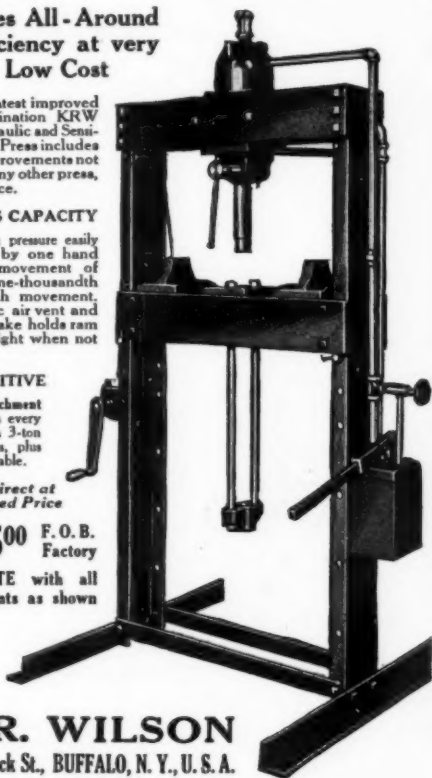 es All-Around
ciency at very
Low Cost
test improved
ination KRW
aulic and Sensi-
Press includes
rovements not
ny other press,
ce.
S CAPACITY
pressure easily
by one hand
movement of
ne-thousandth
h movement.
c air vent and
ake holds ram
ight when not
ITIVE
chment
every
3-ton
s, plus
able.
irect at
ed Price
00 F. O. B.
Factory
TE with all
nts as shown
R. WILSON
ck St., BUFFALO, N. Y., U. S. A.